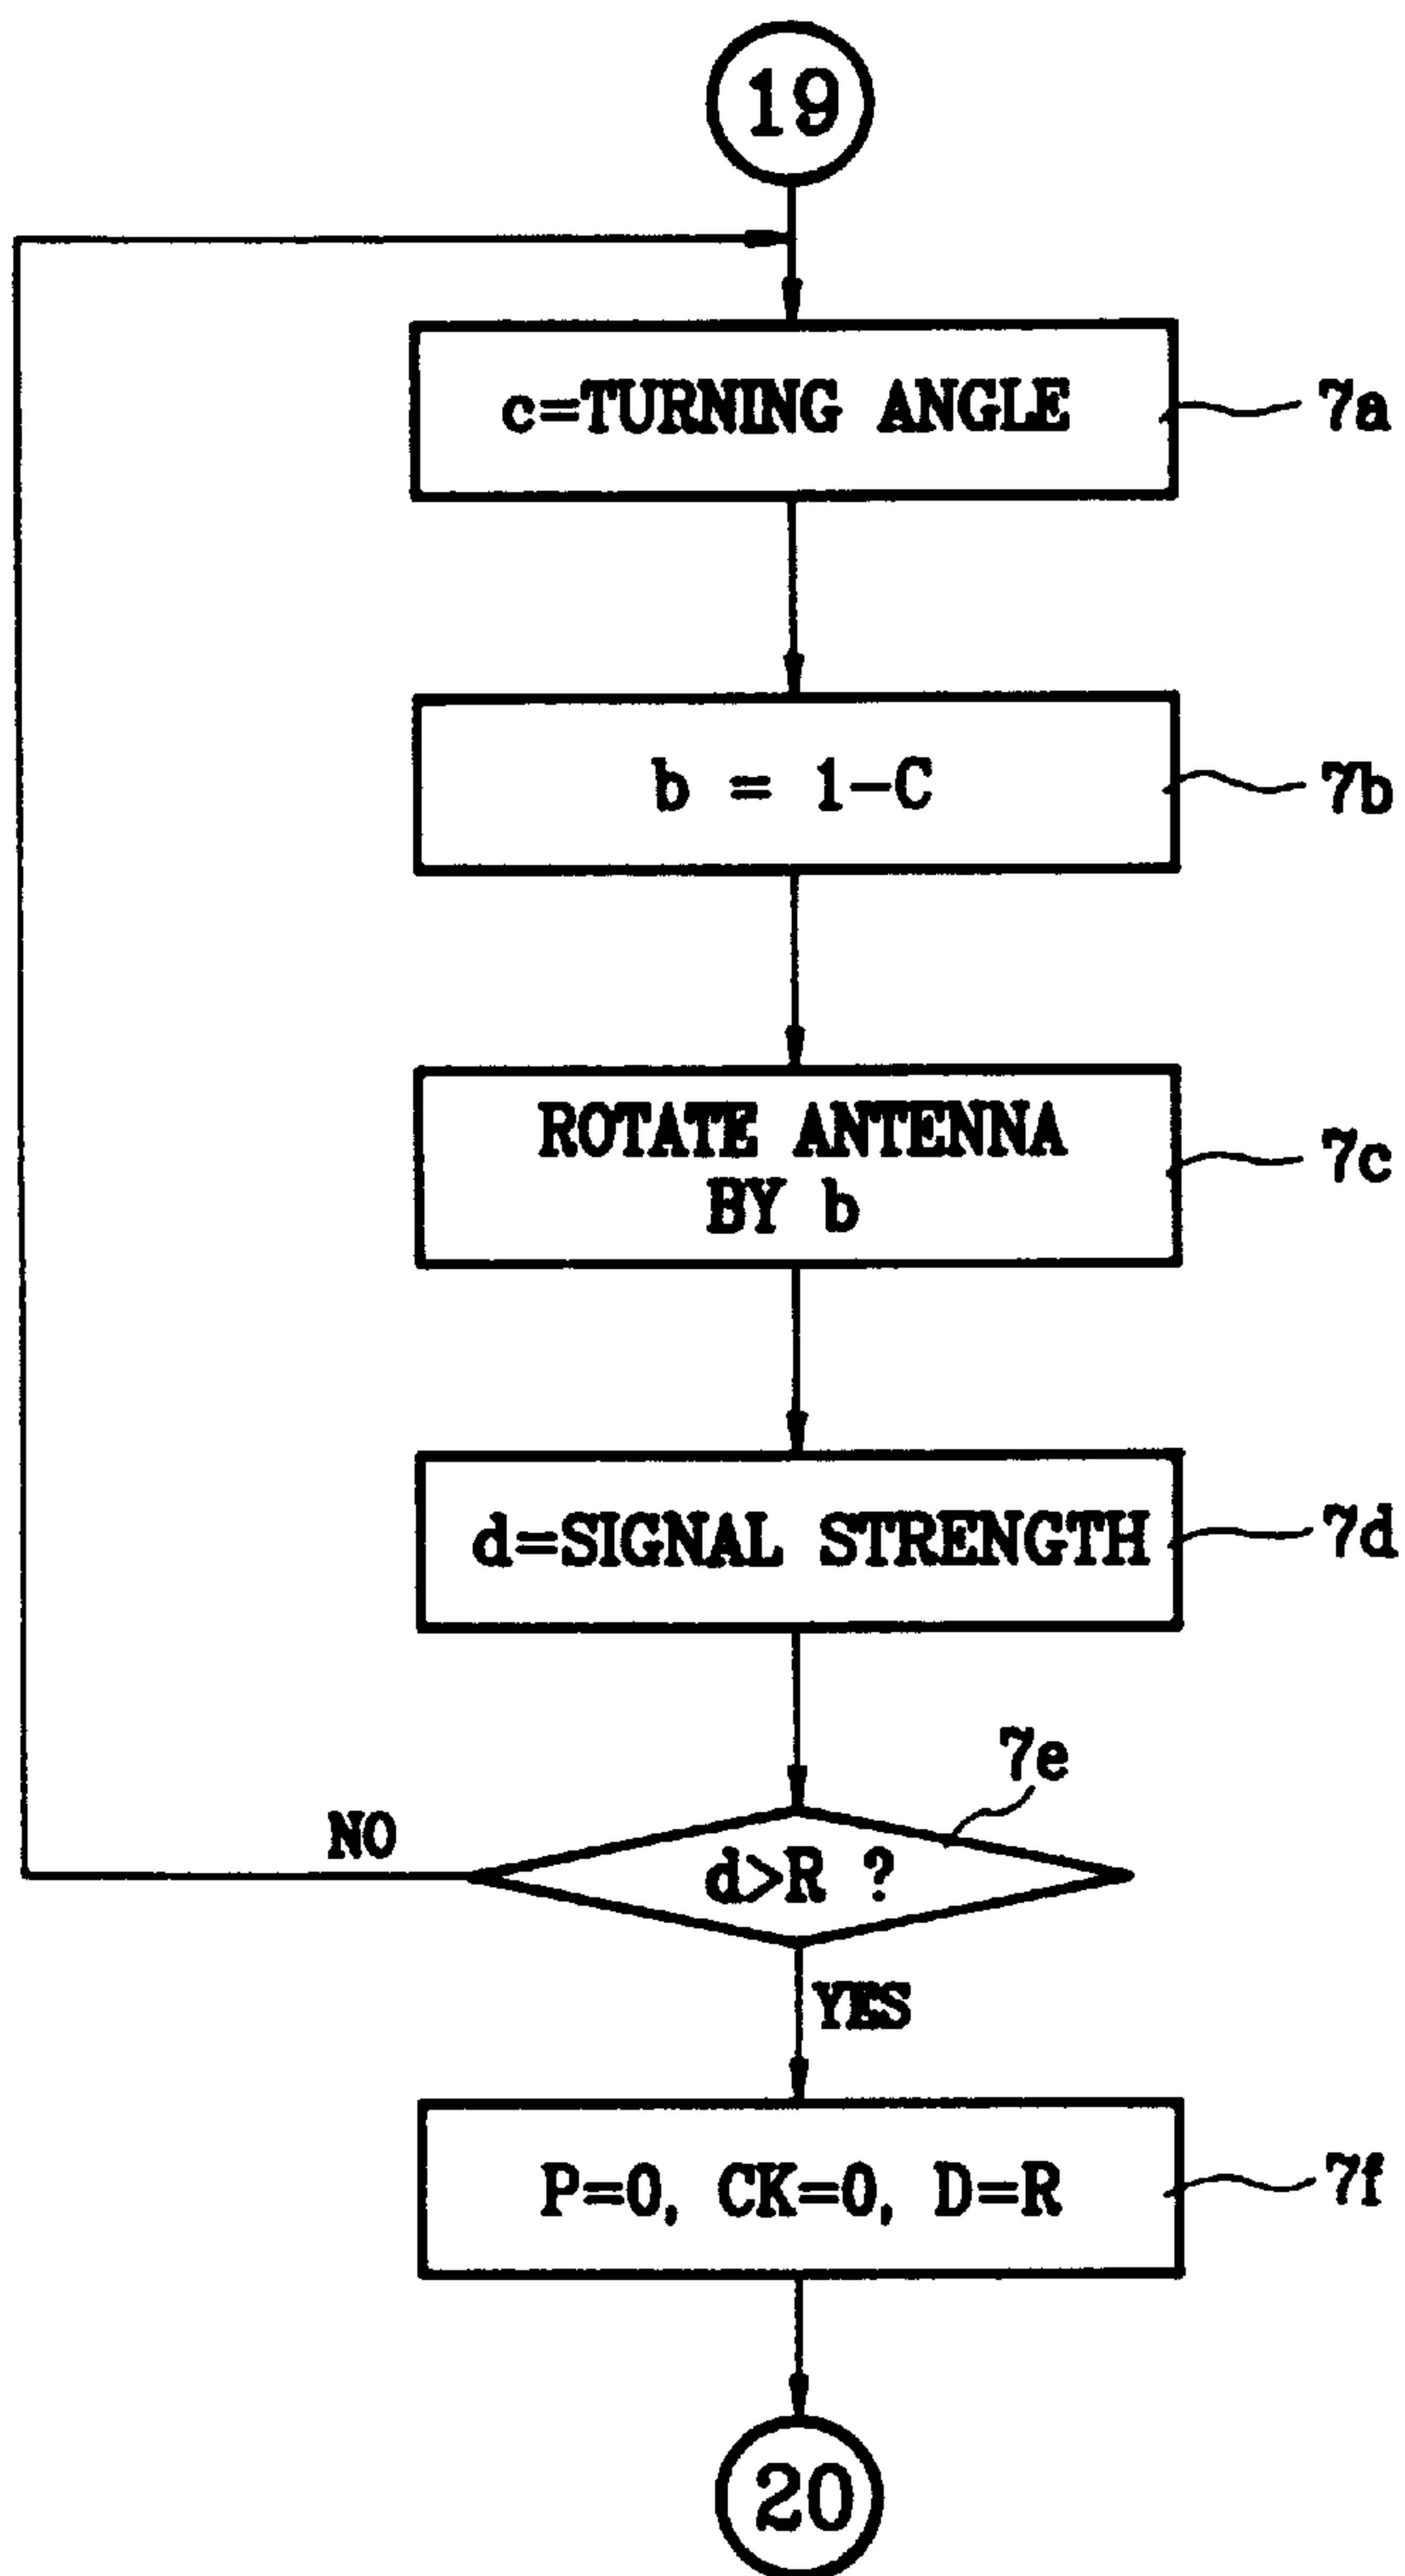 19
c=TURNING ANGLE
7a
b = 1-C
7b
ROTATE ANTENNA
BY b
7c
d=SIGNAL STRENGTH
7d
7e
NO
d>R ?
YES
P=0, CK=0, D=R
7f
20